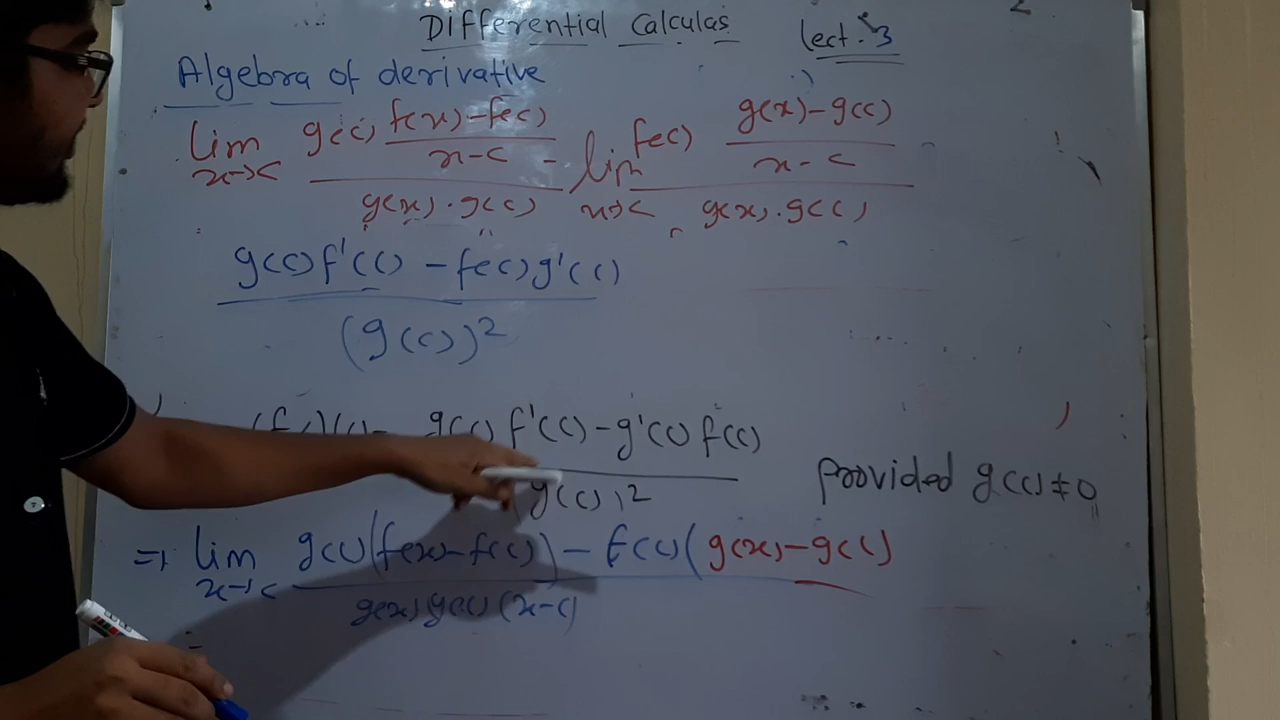 Differential Calculas lect. 3
Algebra of derivative
lim x→c g(c) f(x)-f(c) / x-c / g(x).g(c) - lim x→c f(c) g(x)-g(c) / x-c / g(x).g(c)
g(c)f'(c) - f(c)g'(c) / (g(c))²
g(c) f'(c) - g'(c) f(c) / g(c))² provided g(c) ≠ 0
=> lim x→c g(c)(f(x)-f(c)) - f(c)(g(x)-g(c) / g(x)g(c)(x-c)